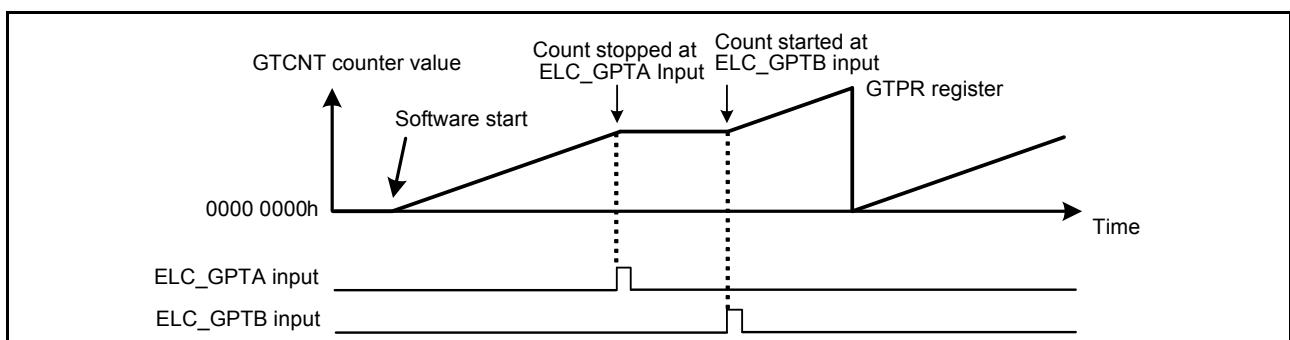 GTCNT counter value
Count stopped at
ELC_GPTA Input
Count started at
ELC_GPTB input
GTPR register
Software start
0000 0000h
Time
ELC_GPTA input
ELC_GPTB input